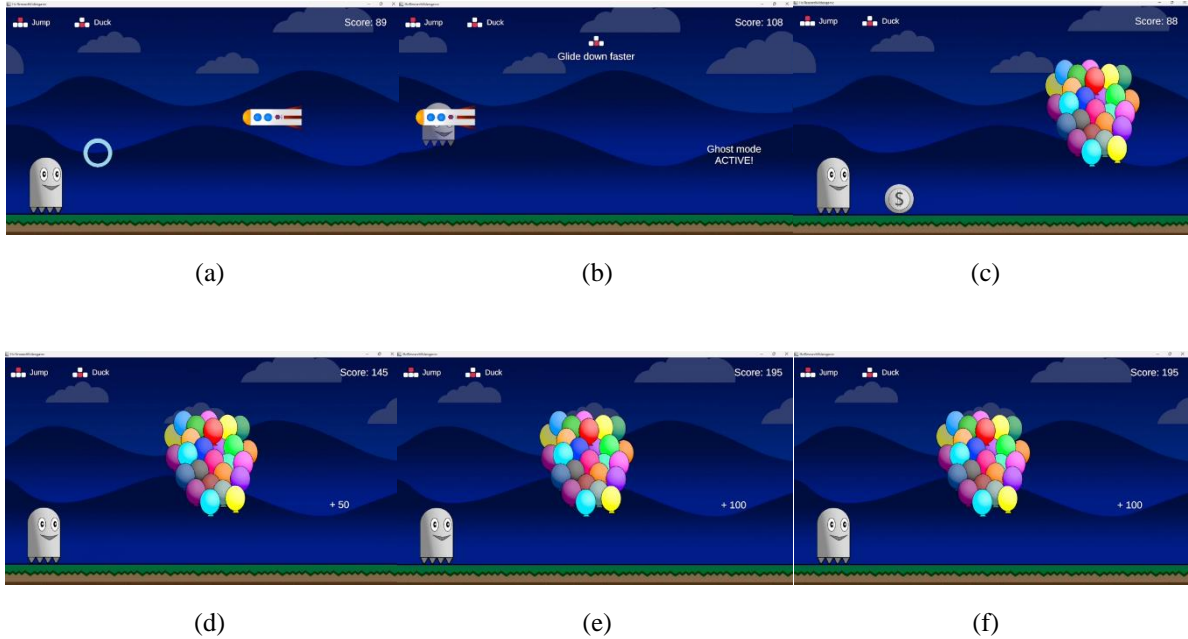 Jump Duck Score: 89
Jump Duck Score: 108
Glide down faster
Ghost mode
ACTIVE!
Jump Duck Score: 88
$
(a) (b) (c)
Jump Duck Score: 145
+ 50
Jump Duck Score: 195
+ 100
Jump Duck Score: 195
+ 100
(d) (e) (f)